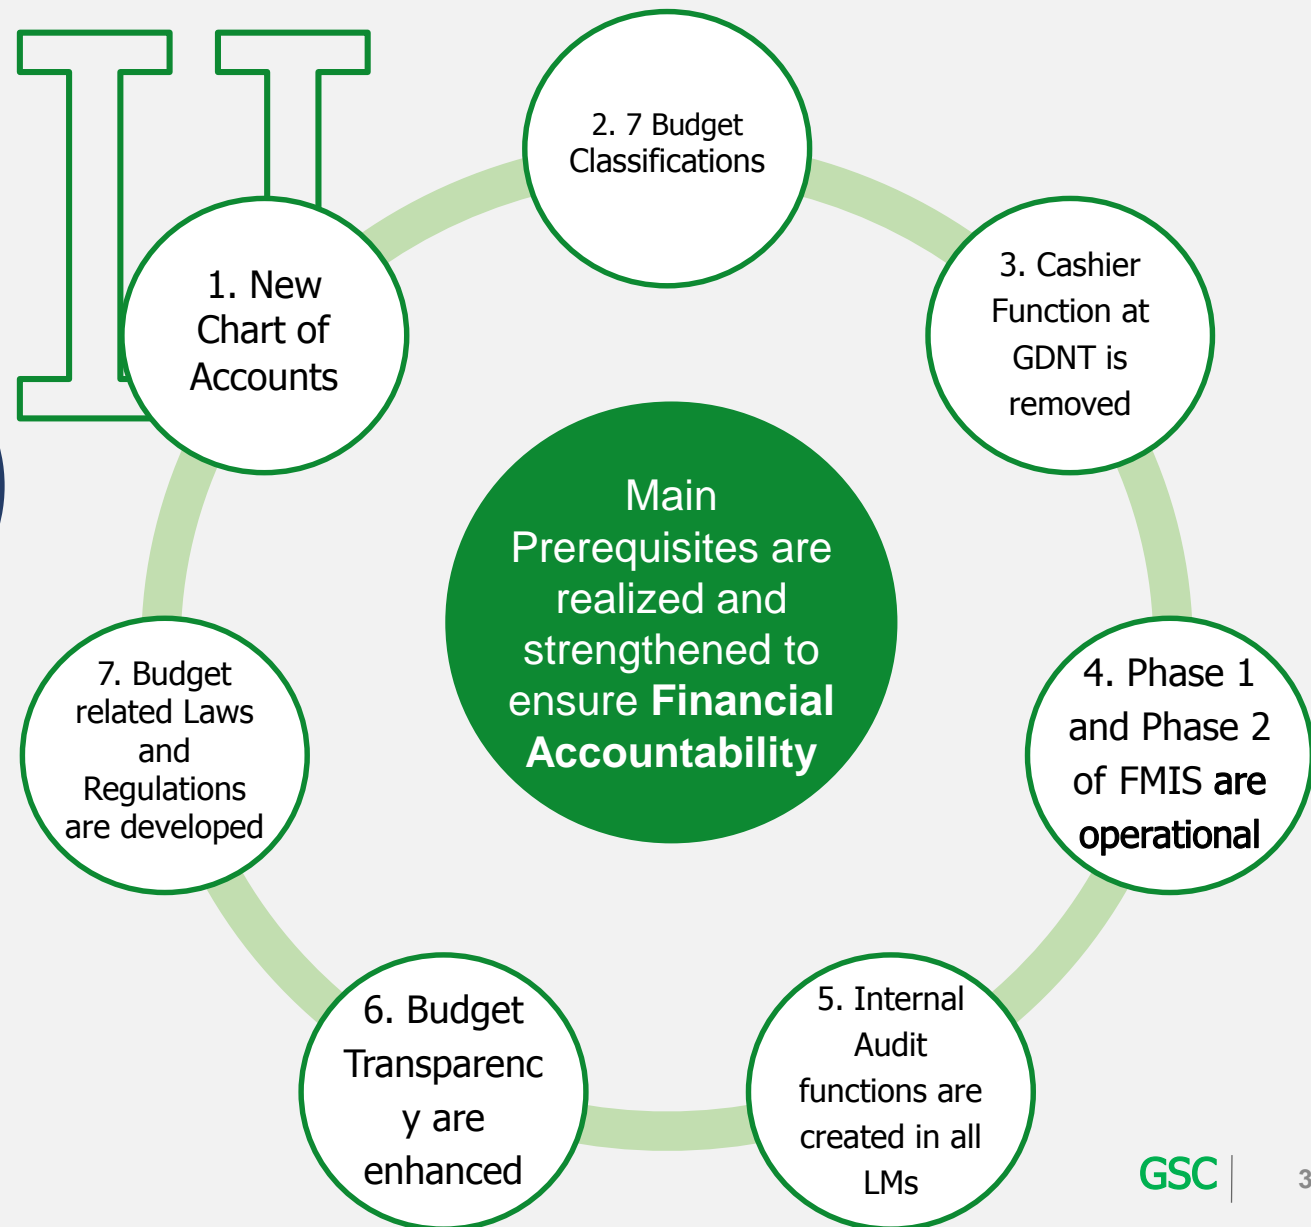 II
1. New
Chart of
Accounts
2. 7 Budget
Classifications
3. Cashier
Function at
GDNT is
removed
4. Phase 1
and Phase 2
of FMIS are
operational
5. Internal
Audit
functions are
created in all
LMs
6. Budget
Transparenc
y are
enhanced
7. Budget
related Laws
and
Regulations
are developed
Main
Prerequisites are
realized and
strengthened to
ensure Financial
Accountability
GSC
3